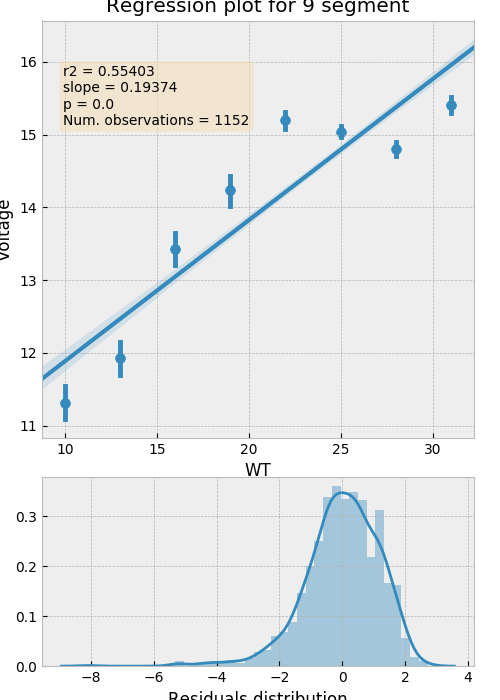 Regression plot for 9 segment
r2 = 0.55403
slope = 0.19374
p = 0.0
Num. observations = 1152
Voltage
16
15
14
13
12
11
10 15 20 25 30
WT
0.3
0.2
0.1
0.0
−8 −6 −4 −2 0 2 4
Residuals distribution